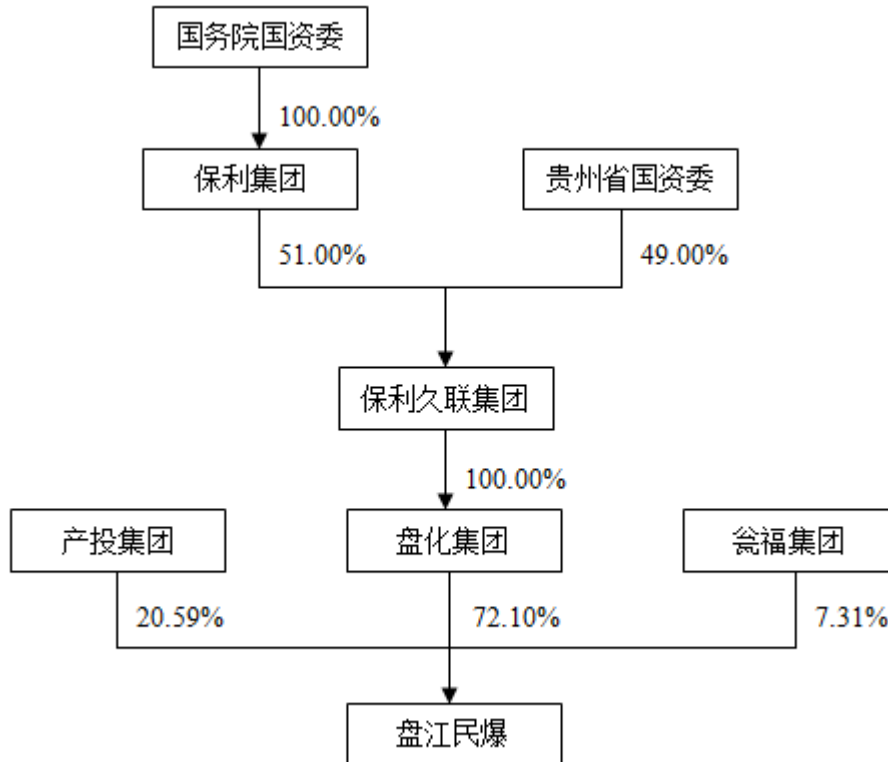 国务院国资委
100.00%
保利集团
贵州省国资委
51.00%
49.00%
保利久联集团
100.00%
产投集团
盘化集团
瓮福集团
20.59%
72.10%
7.31%
盘江民爆